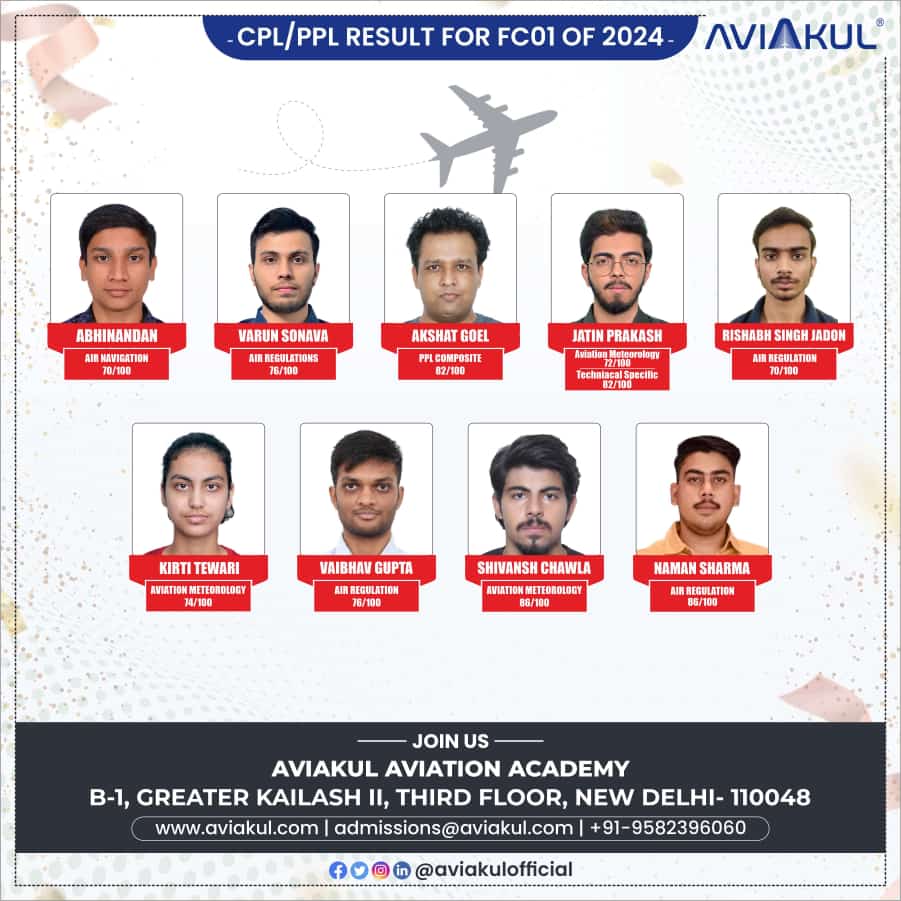 - CPL/PPL RESULT FOR FC01 OF 2024 -
AVIAKUL®
ABHINANDAN
AIR NAVIGATION
70/100
VARUN SONAVA
AIR REGULATIONS
76/100
AKSHAT GOEL
PPL COMPOSITE
82/100
JATIN PRAKASH
Aviation Meteorology
72/100
Techniacal Specific
82/100
RISHABH SINGH JADON
AIR REGULATION
70/100
KIRTI TEWARI
AVIATION METEOROLOGY
74/100
VAIBHAV GUPTA
AIR REGULATION
76/100
SHIVANSH CHAWLA
AVIATION METEOROLOGY
86/100
NAMAN SHARMA
AIR REGULATION
86/100
JOIN US
AVIAKUL AVIATION ACADEMY
B-1, GREATER KAILASH II, THIRD FLOOR, NEW DELHI- 110048
www.aviakul.com | admissions@aviakul.com | +91-9582396060
@aviakulofficial